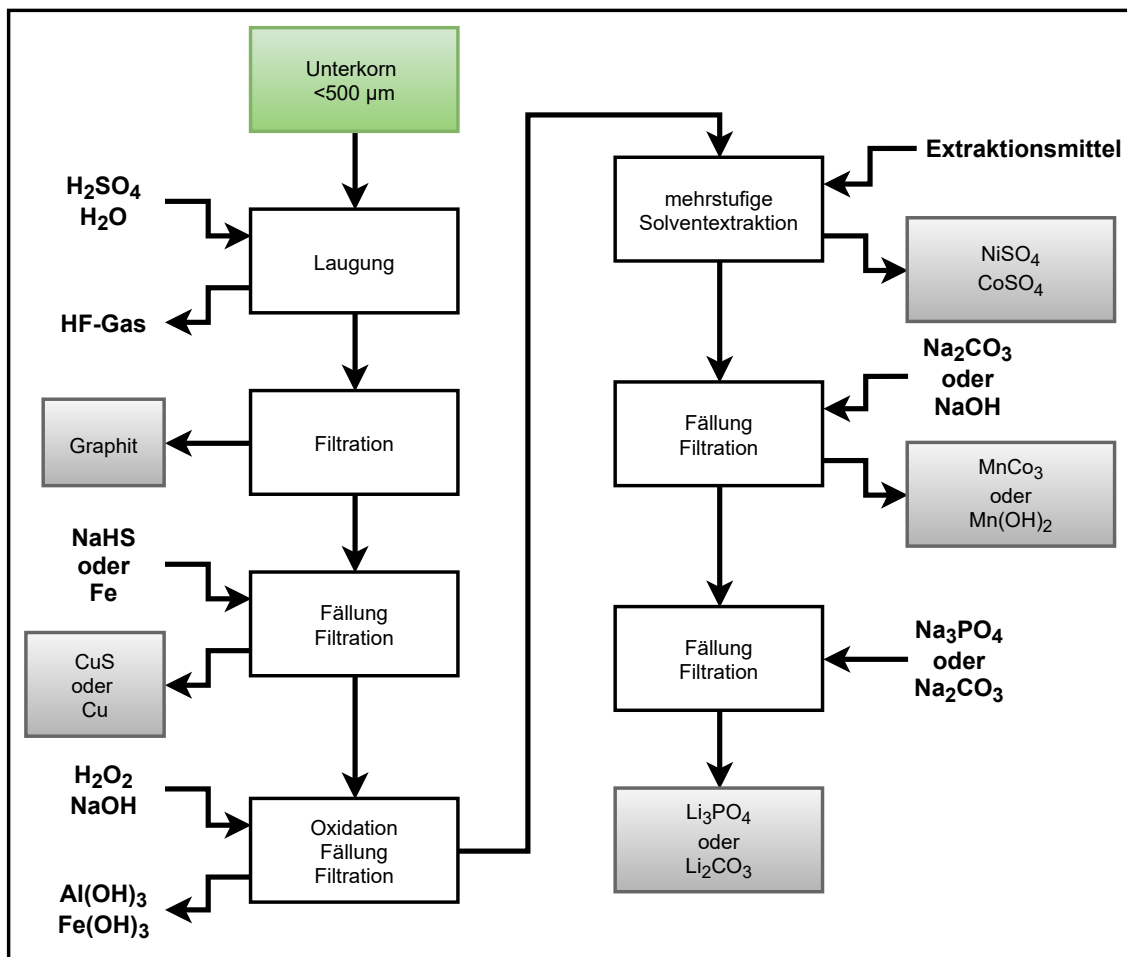 Unterkorn
<500 µm
H₂SO₄
H₂O
Laugung
HF-Gas
Graphit
Filtration
NaHS
oder
Fe
Fällung
Filtration
CuS
oder
Cu
H₂O₂
NaOH
Oxidation
Fällung
Filtration
Al(OH)₃
Fe(OH)₃
mehrstufige
Solventextraktion
Extraktionsmittel
NiSO₄
CoSO₄
Na₂CO₃
oder
NaOH
Fällung
Filtration
MnCo₃
oder
Mn(OH)₂
Fällung
Filtration
Na₃PO₄
oder
Na₂CO₃
Li₃PO₄
oder
Li₂CO₃